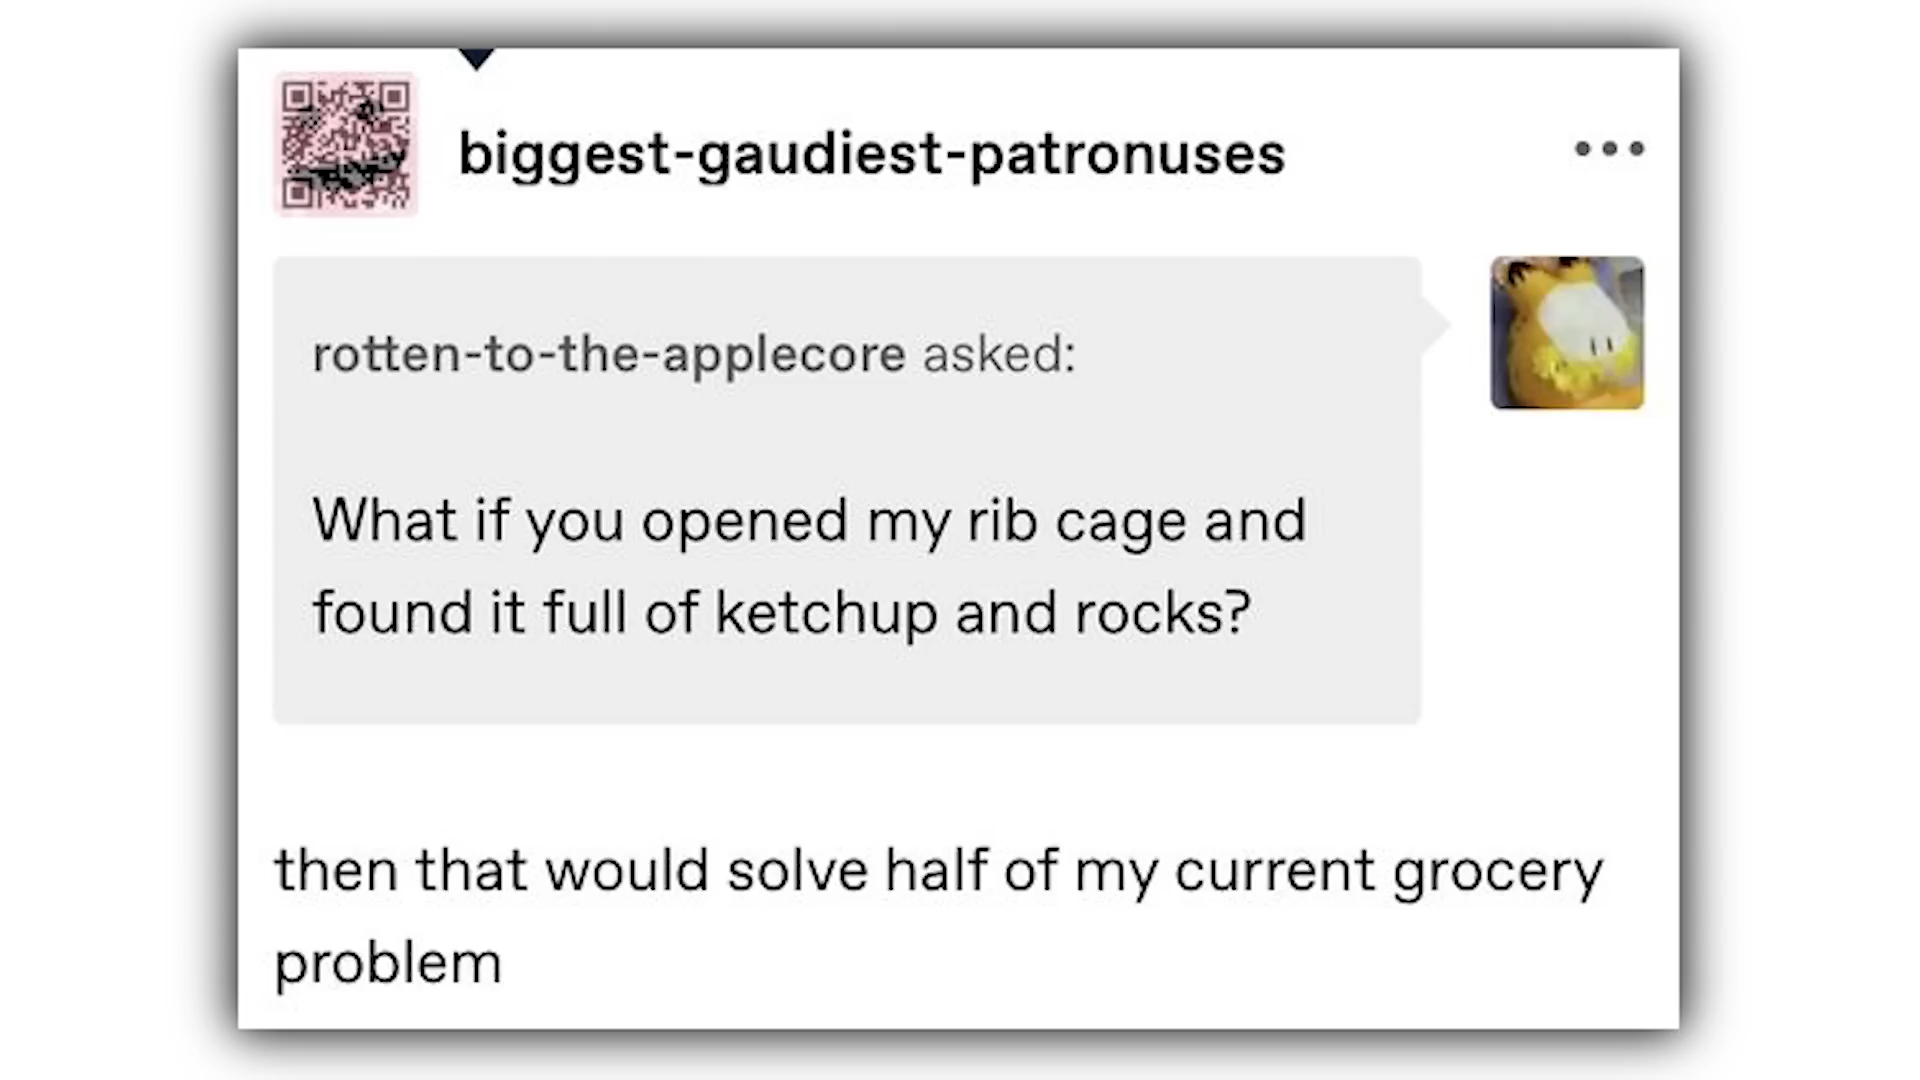 biggest-gaudiest-patronuses
rotten-to-the-applecore asked:
What if you opened my rib cage and
found it full of ketchup and rocks?
then that would solve half of my current grocery
problem